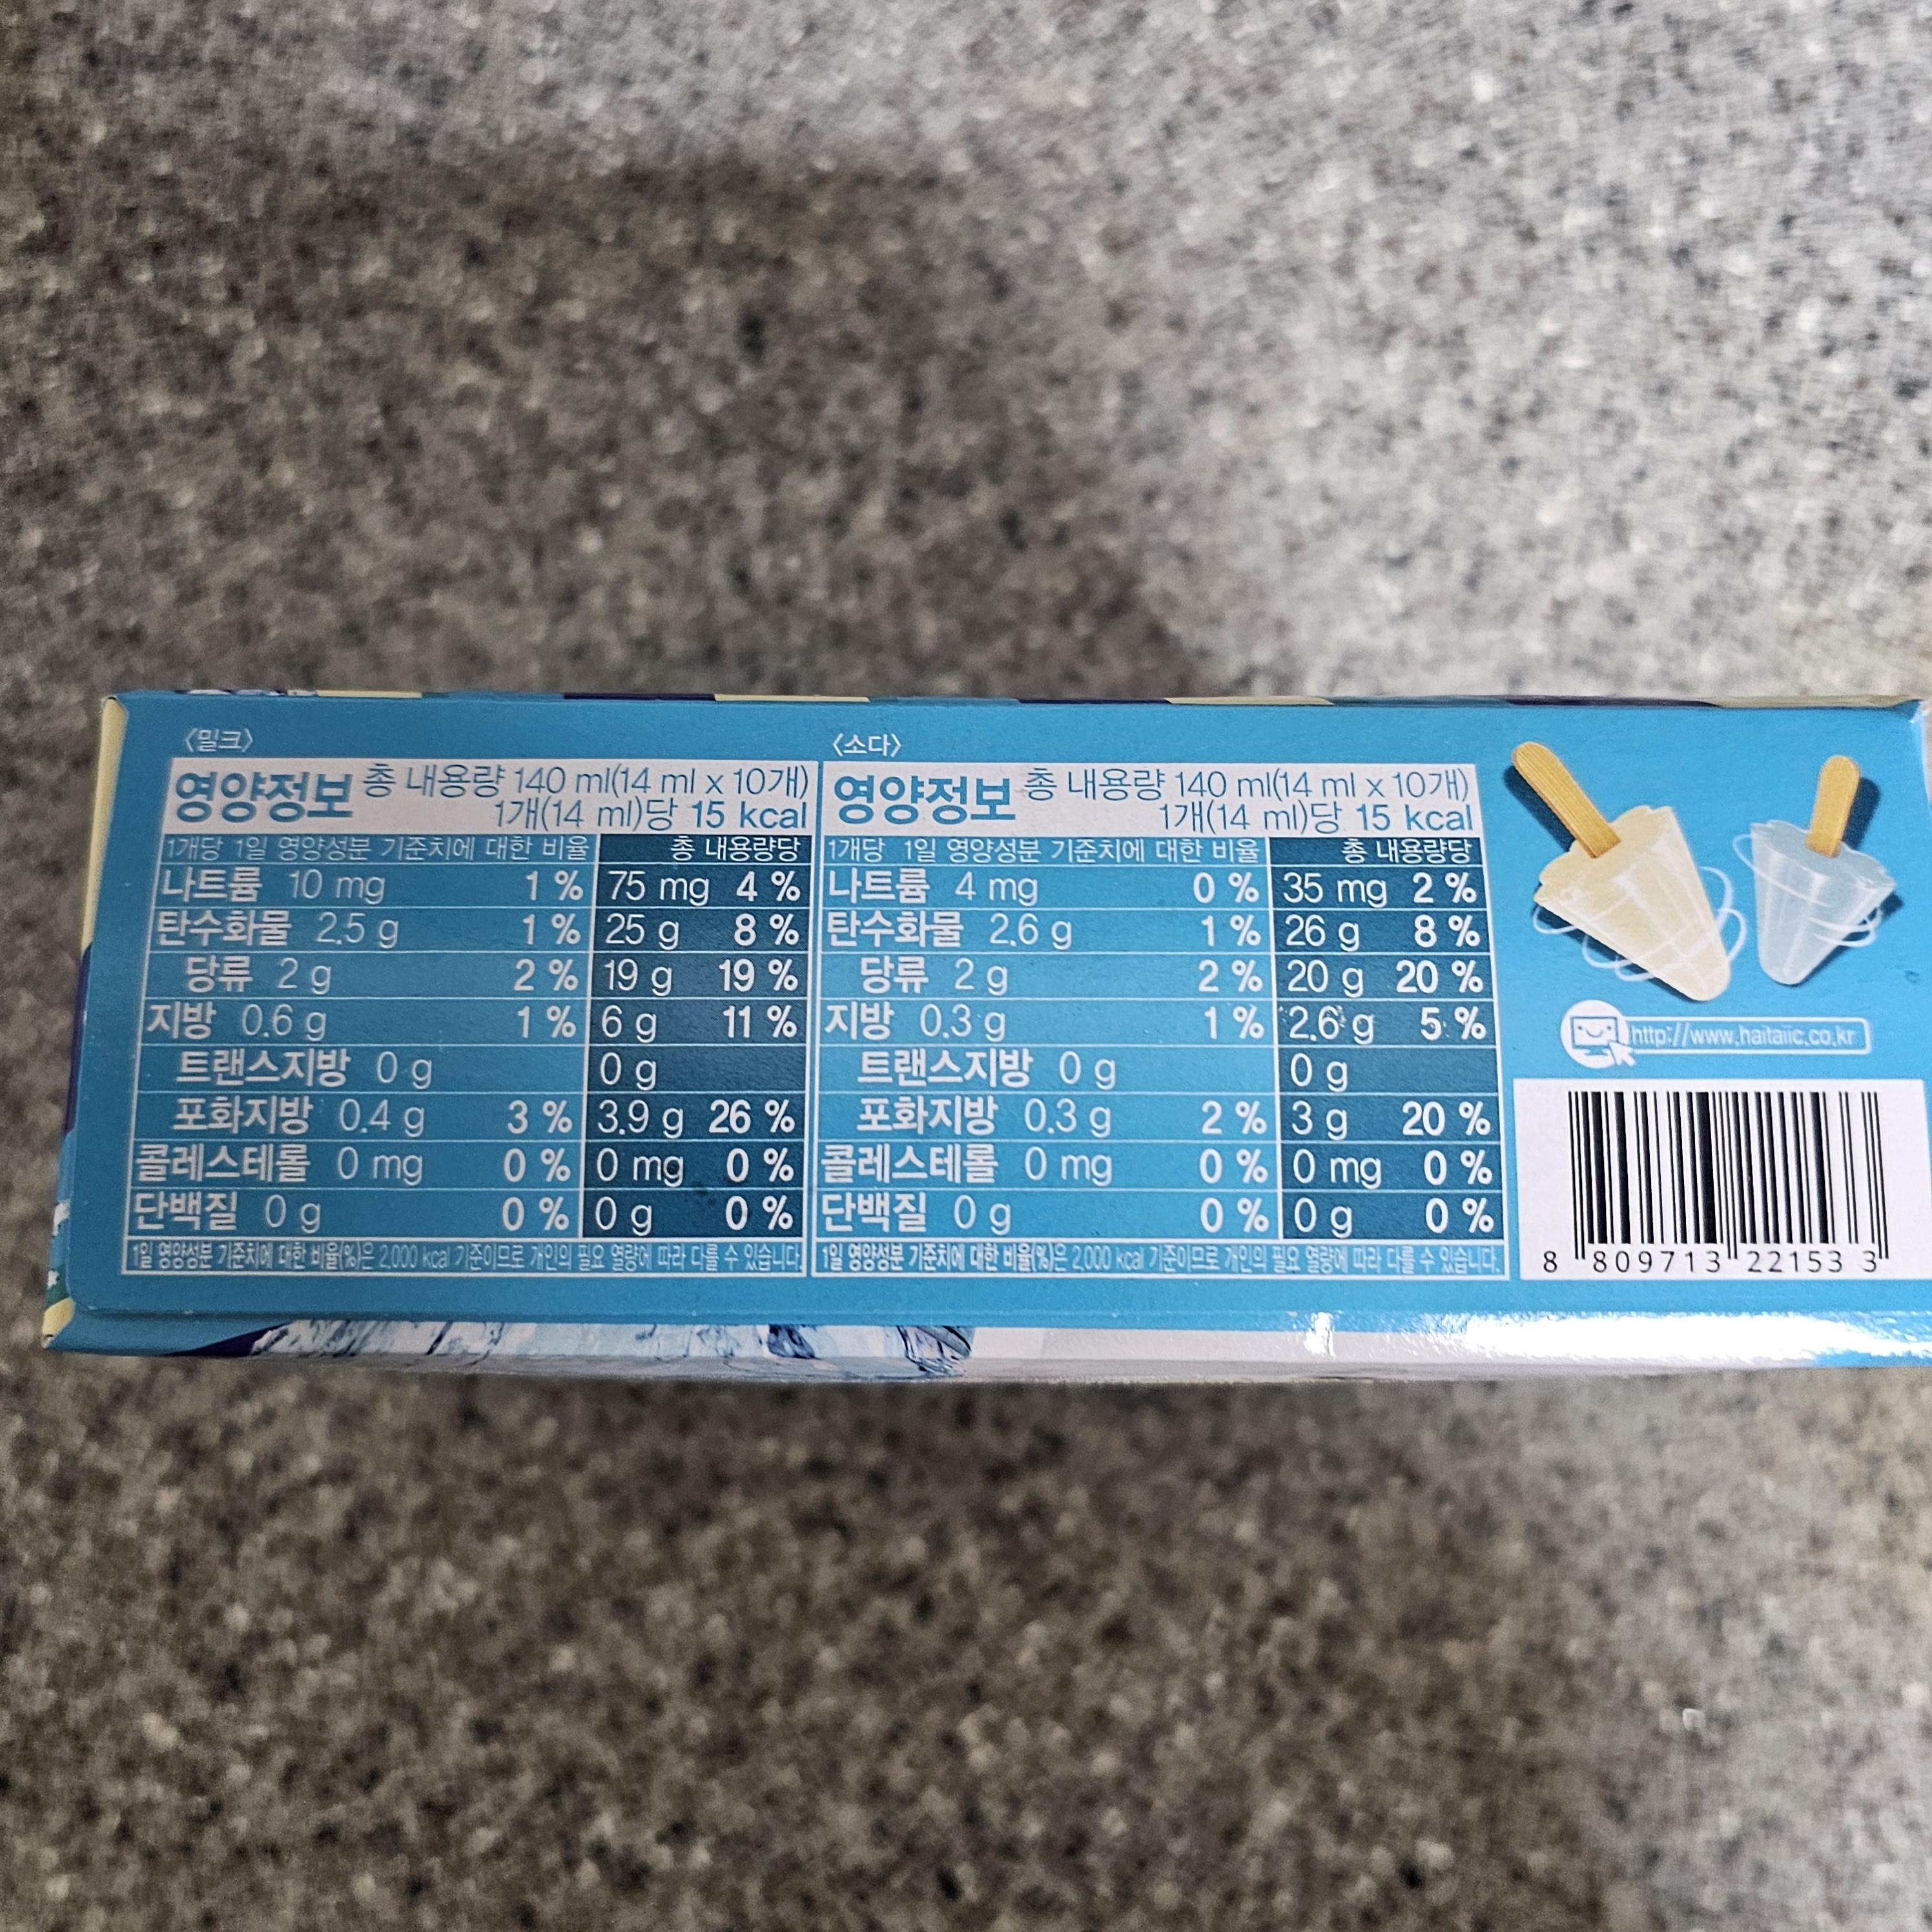 〈밀크〉
영양정보 총 내용량 140 ml(14 ml x 10개)
1개(14 ml)당 15 kcal
1개당 1일 영양성분 기준치에 대한 비율 총 내용량당
나트륨 10 mg 1 % 75 mg 4 %
탄수화물 2.5 g 1 % 25 g 8 %
당류 2 g 2 % 19 g 19 %
지방 0.6 g 1 % 6 g 11 %
트랜스지방 0 g 0 g
포화지방 0.4 g 3 % 3.9 g 26 %
콜레스테롤 0 mg 0 % 0 mg 0 %
단백질 0 g 0 % 0 g 0 %
1일 영양성분 기준치에 대한 비율(%)은 2,000 kcal 기준이므로 개인의 필요 열량에 따라 다를 수 있습니다.
〈소다〉
영양정보 총 내용량 140 ml(14 ml x 10개)
1개(14 ml)당 15 kcal
1개당 1일 영양성분 기준치에 대한 비율 총 내용량당
나트륨 4 mg 0 % 35 mg 2 %
탄수화물 2.6 g 1 % 26 g 8 %
당류 2 g 2 % 20 g 20 %
지방 0.3 g 1 % 2.6 g 5 %
트랜스지방 0 g 0 g
포화지방 0.3 g 2 % 3 g 20 %
콜레스테롤 0 mg 0 % 0 mg 0 %
단백질 0 g 0 % 0 g 0 %
1일 영양성분 기준치에 대한 비율(%)은 2,000 kcal 기준이므로 개인의 필요 열량에 따라 다를 수 있습니다.
http://www.haitaiic.co.kr
8 809713 221533